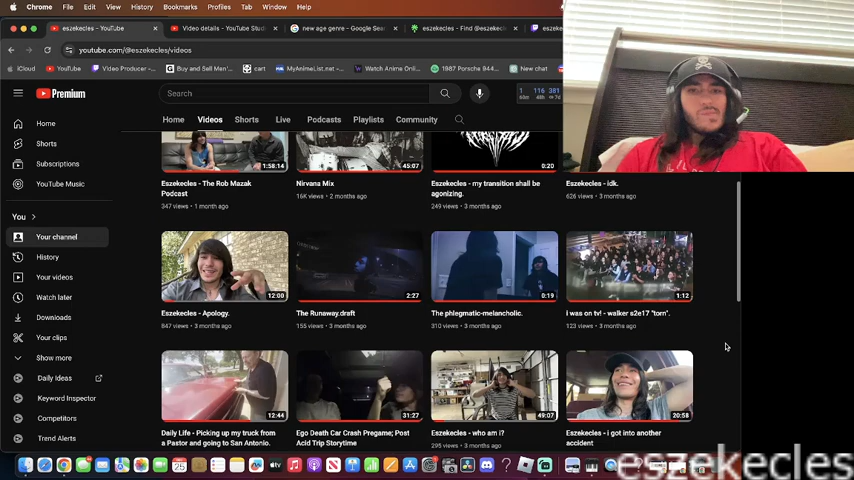 Chrome File Edit View History Bookmarks Profiles Tab Window Help
eszekecles - YouTube
Video details - YouTube Stud
new age genre - Google Sea
eszekecles - Find @eszekec
eszek
youtube.com/@eszekecles/videos
iCloud YouTube Video Producer -... Buy and Sell Men'... cart MyAnimeList.net -... Watch Anime Onlin... 1987 Porsche 944... New chat
Premium
Search
1 116 381
60m 48h
Home
Shorts
Subscriptions
YouTube Music
You
Your channel
History
Your videos
Watch later
Downloads
Your clips
Show more
Daily Ideas
Keyword Inspector
Competitors
Trend Alerts
Home Videos Shorts Live Podcasts Playlists Community
1:58:14
Eszekecles - The Rob Mazak
Podcast
347 views • 1 month ago
45:07
Nirvana Mix
16K views • 2 months ago
0:20
Eszekecles - my transition shall be
agonizing.
249 views • 3 months ago
Eszekecles - idk.
626 views • 3 months ago
12:00
Eszekecles - Apology.
847 views • 3 months ago
2:27
The Runaway.draft
155 views • 3 months ago
0:19
The phlegmatic-melancholic.
310 views • 3 months ago
1:12
i was on tv! - walker s2e17 "torn".
123 views • 3 months ago
12:44
Daily Life - Picking up my truck from
a Pastor and going to San Antonio.
31:27
Ego Death Car Crash Pregame; Post
Acid Trip Storytime
49:07
Eszekecles - who am i?
295 views • 3 months ago
20:58
Eszekecles - i got into another
accident
eszekecles